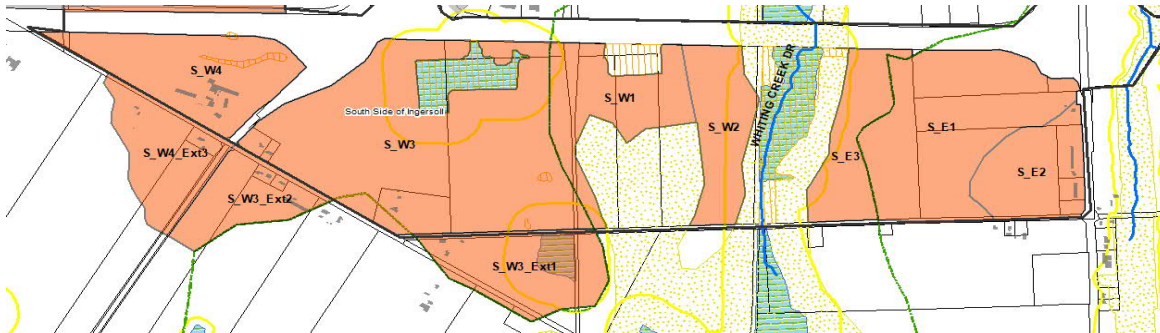 S_W4
South Side of Ingersoll
S_W3
S_W1
S_W2
WHITING CREEK DR
S_E3
S_E1
S_E2
S_W4_Ext3
S_W3_Ext2
S_W3_Ext1